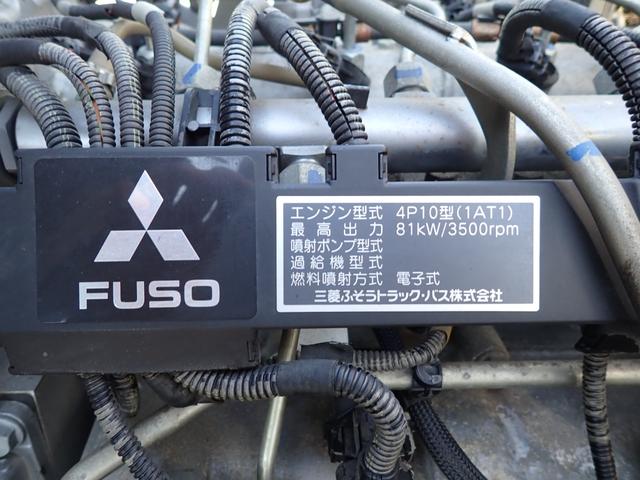 FUSO
エンジン型式 4P10型(1AT1)
最高出力 81kW/3500rpm
噴射ポンプ型式
過給機型式
燃料噴射方式 電子式
三菱ふそうトラック・バス株式会社